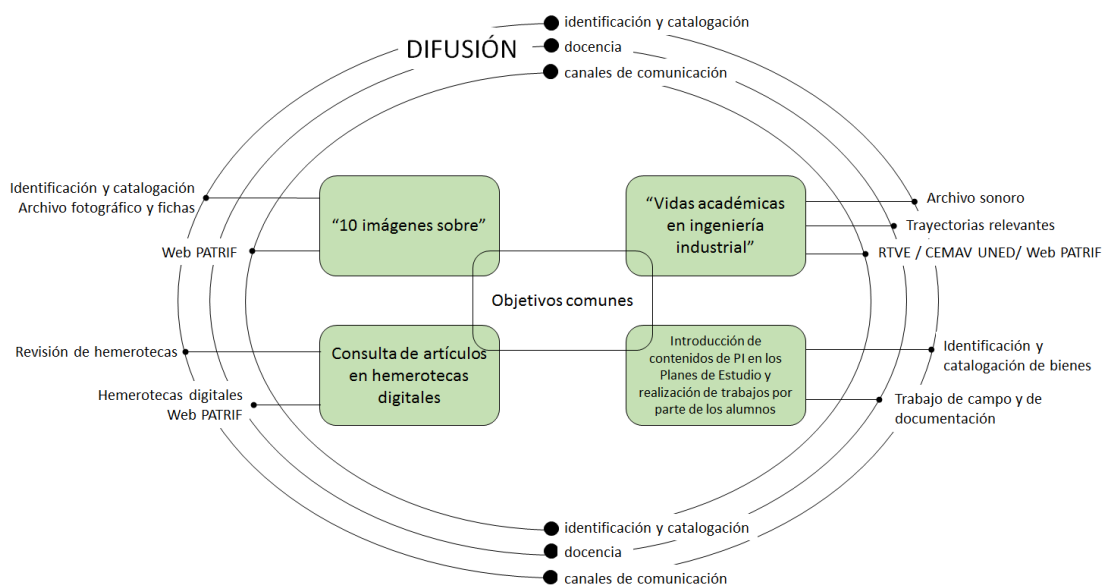 identificación y catalogación
DIFUSIÓN
docencia
canales de comunicación
Identificación y catalogación
Archivo fotográfico y fichas
Web PATRIF
“10 imágenes sobre”
“Vidas académicas
en ingeniería
industrial”
Archivo sonoro
Trayectorias relevantes
RTVE / CEMAV UNED/ Web PATRIF
Objetivos comunes
Revisión de hemerotecas
Hemerotecas digitales
Web PATRIF
Consulta de artículos
en hemerotecas
digitales
Introducción de
contenidos de PI en los
Planes de Estudio y
realización de trabajos por
parte de los alumnos
Identificación y
catalogación de bienes
Trabajo de campo y de
documentación
identificación y catalogación
docencia
canales de comunicación